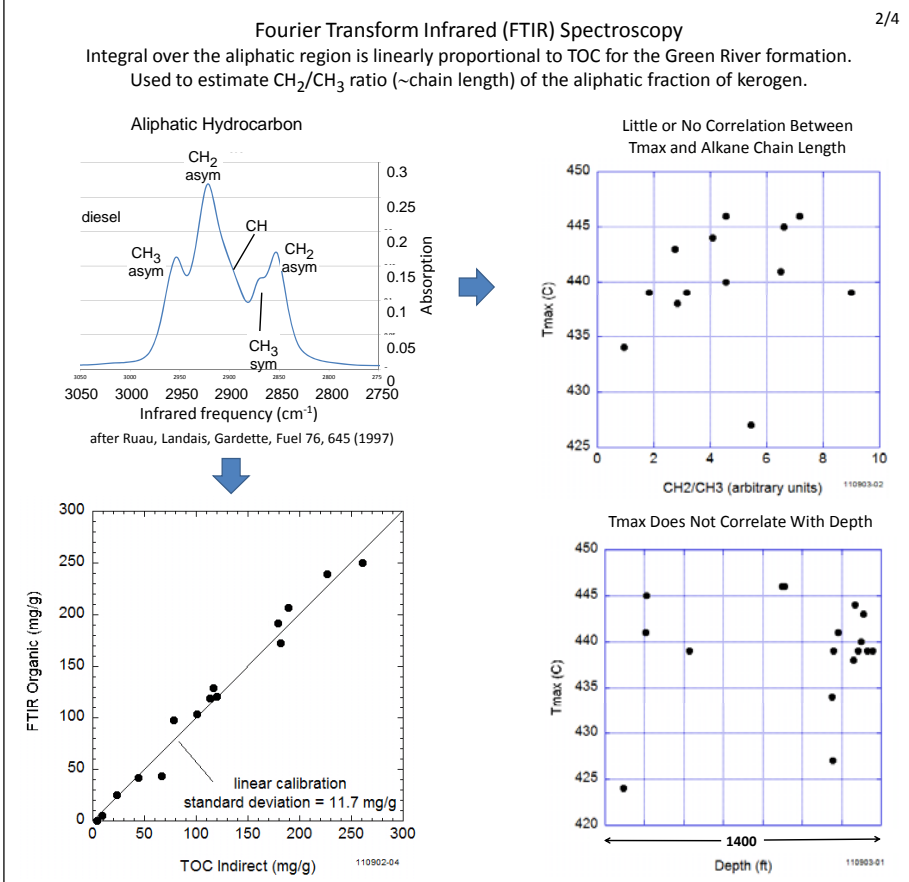 2/4
Fourier Transform Infrared (FTIR) Spectroscopy
Integral over the aliphatic region is linearly proportional to TOC for the Green River formation.
Used to estimate CH2/CH3 ratio (~chain length) of the aliphatic fraction of kerogen.
Aliphatic Hydrocarbon
CH2
asym
diesel
CH
CH3
asym
CH2
asym
CH3
sym
0.3
0.25
0.2
0.15
0.1
0.05
0
Absorption
3050 3000 2950 2900 2850 275
3050 3000 2950 2900 2850 2800 2750
Infrared frequency (cm-1)
after Ruau, Landais, Gardette, Fuel 76, 645 (1997)
Little or No Correlation Between
Tmax and Alkane Chain Length
450
445
440
435
430
425
Tmax (C)
0 2 4 6 8 10
CH2/CH3 (arbitrary units)
110903-02
300
250
200
150
100
50
0
FTIR Organic (mg/g)
linear calibration
standard deviation = 11.7 mg/g
0 50 100 150 200 250 300
TOC Indirect (mg/g)
110902-04
Tmax Does Not Correlate With Depth
450
445
440
435
430
425
420
Tmax (C)
1400
Depth (ft)
110903-01